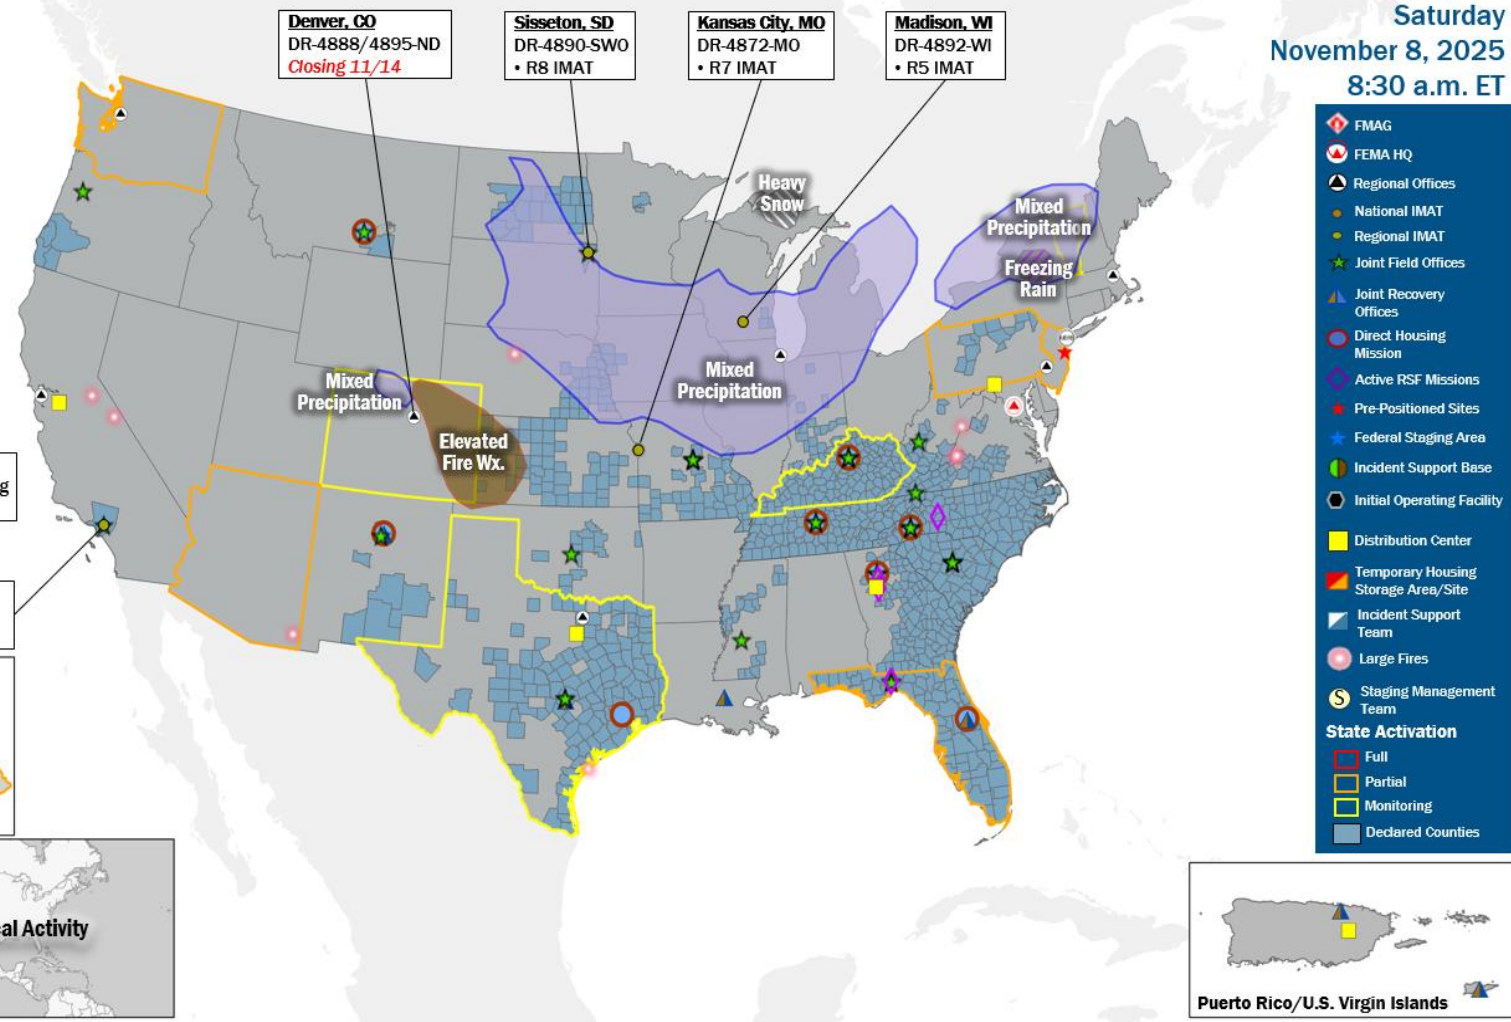 Saturday
November 8, 2025
8:30 a.m. ET
Denver, CO
DR-4888/4895-ND
Closing 11/14
Sisseton, SD
DR-4890-SWO
• R8 IMAT
Kansas City, MO
DR-4872-MO
• R7 IMAT
Madison, WI
DR-4892-WI
• R5 IMAT
Heavy
Snow
Mixed
Precipitation
Freezing
Rain
Mixed
Precipitation
Mixed
Precipitation
Elevated
Fire Wx.
g
al Activity
FMAG
FEMA HQ
Regional Offices
National IMAT
Regional IMAT
Joint Field Offices
Joint Recovery
Offices
Direct Housing
Mission
Active RSF Missions
Pre-Positioned Sites
Federal Staging Area
Incident Support Base
Initial Operating Facility
Distribution Center
Temporary Housing
Storage Area/Site
Incident Support
Team
Large Fires
S
Staging Management
Team
State Activation
Full
Partial
Monitoring
Declared Counties
Puerto Rico/U.S. Virgin Islands